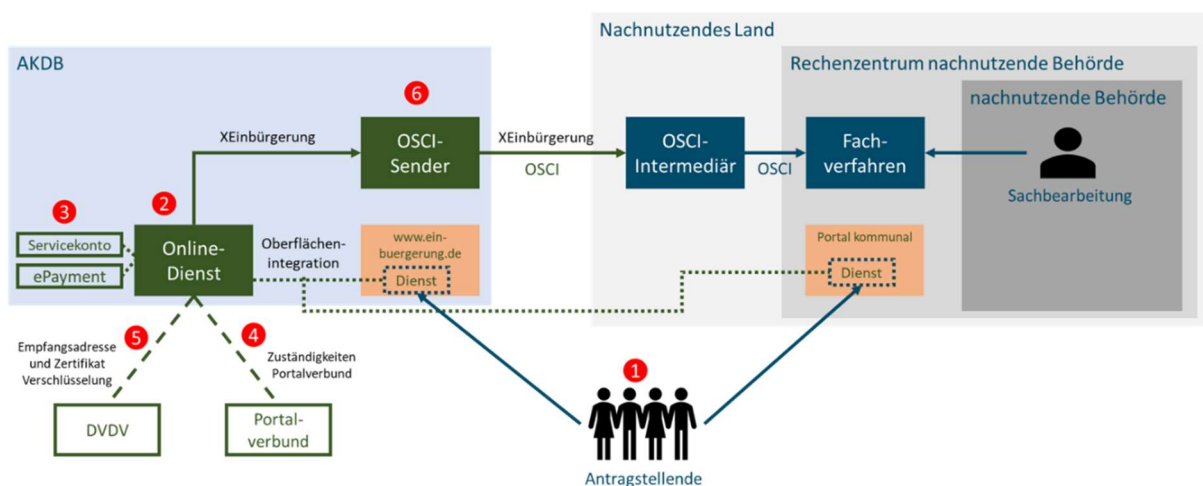 Nachnutzendes Land
AKDB
Rechenzentrum nachnutzende Behörde
nachnutzende Behörde
6
XEinbürgerung
OSCI-
Sender
XEinbürgerung
OSCI
OSCI-
Intermediär
OSCI
Fach-
verfahren
Sachbearbeitung
3
2
Servicekonto
ePayment
Online-
Dienst
Oberflächen-
integration
www.ein-
buergerung.de
Dienst
Portal kommunal
Dienst
5
4
Empfangsadresse
und Zertifikat
Verschlüsselung
Zuständigkeiten
Portalverbund
1
DVDV
Portal-
verbund
Antragstellende